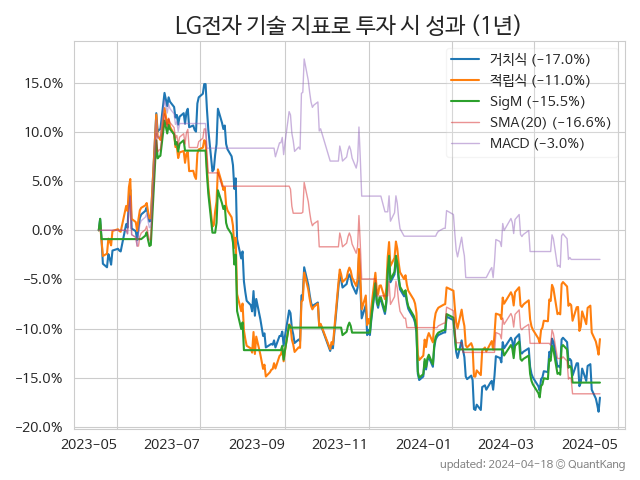 LG전자 기술 지표로 투자 시 성과 (1년)
거치식 (−17.0%)
적립식 (−11.0%)
SigM (−15.5%)
SMA(20) (−16.6%)
MACD (−3.0%)
15.0%
10.0%
5.0%
0.0%
−5.0%
−10.0%
−15.0%
−20.0%
2023-05 2023-07 2023-09 2023-11 2024-01 2024-03 2024-05
updated: 2024-04-18 © QuantKang